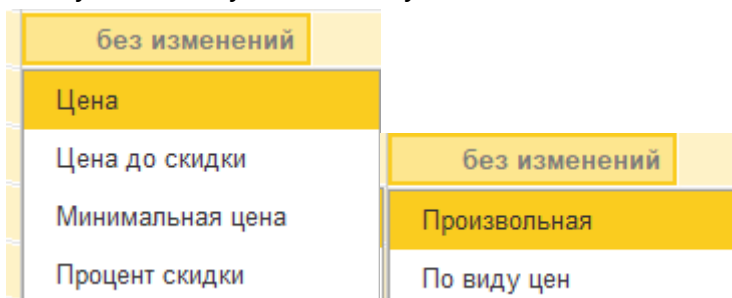 без изменений
Цена
Цена до скидки
Минимальная цена
Процент скидки
без изменений
Произвольная
По виду цен